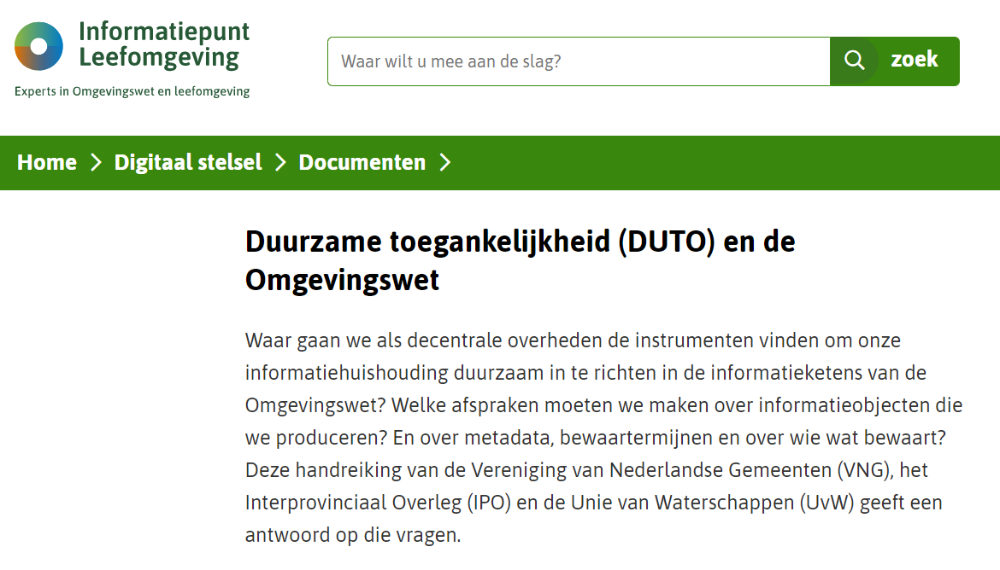 Informatiepunt
Leefomgeving
Experts in Omgevingswet en leefomgeving
Waar wilt u mee aan de slag?
zoek
Home
Digitaal stelsel
Documenten
Duurzame toegankelijkheid (DUTO) en de
Omgevingswet
Waar gaan we als decentrale overheden de instrumenten vinden om onze
informatiehuishouding duurzaam in te richten in de informatieketens van de
Omgevingswet? Welke afspraken moeten we maken over informatieobjecten die
we produceren? En over metadata, bewaartermijnen en over wie wat bewaart?
Deze handreiking van de Vereniging van Nederlandse Gemeenten (VNG), het
Interprovinciaal Overleg (IPO) en de Unie van Waterschappen (UvW) geeft een
antwoord op die vragen.